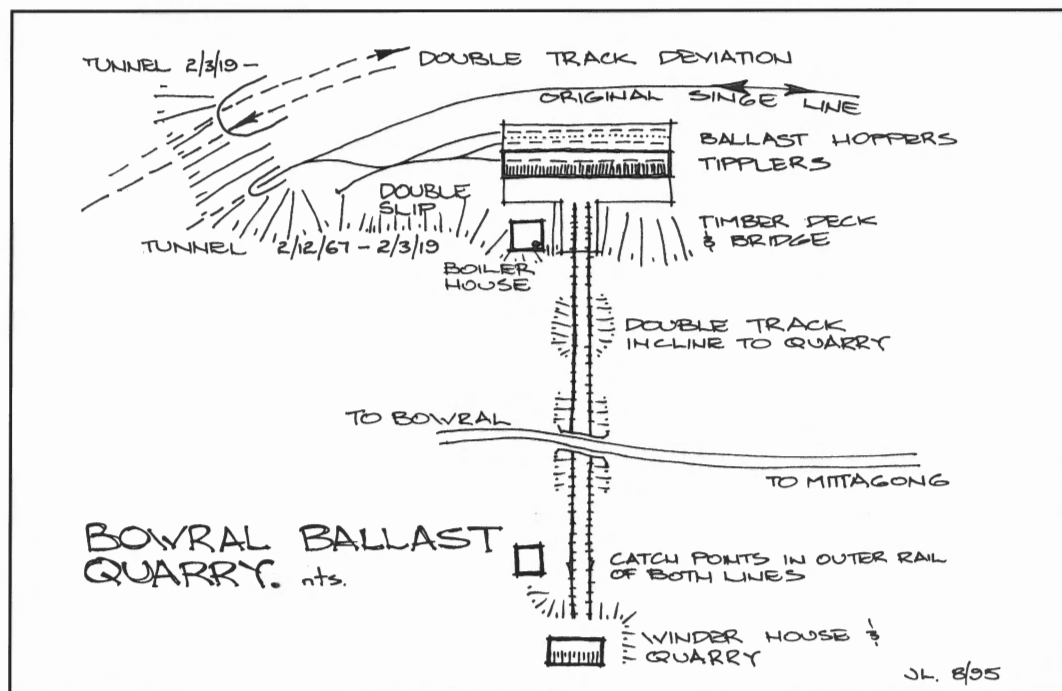 TUNNEL 2/3/19 -
DOUBLE TRACK DEVIATION
ORIGINAL SINGE LINE
BALLAST HOPPERS
TIPPLERS
DOUBLE
SLIP
TIMBER DECK
& BRIDGE
TUNNEL 2/12/67 - 2/3/19
BOILER
HOUSE
DOUBLE TRACK
INCLINE TO QUARRY
TO BOWRAL
TO MITTAGONG
BOWRAL BALLAST
QUARRY. nts.
CATCH POINTS IN OUTER RAIL
OF BOTH LINES
WINDER HOUSE &
QUARRY
JL. 8/95